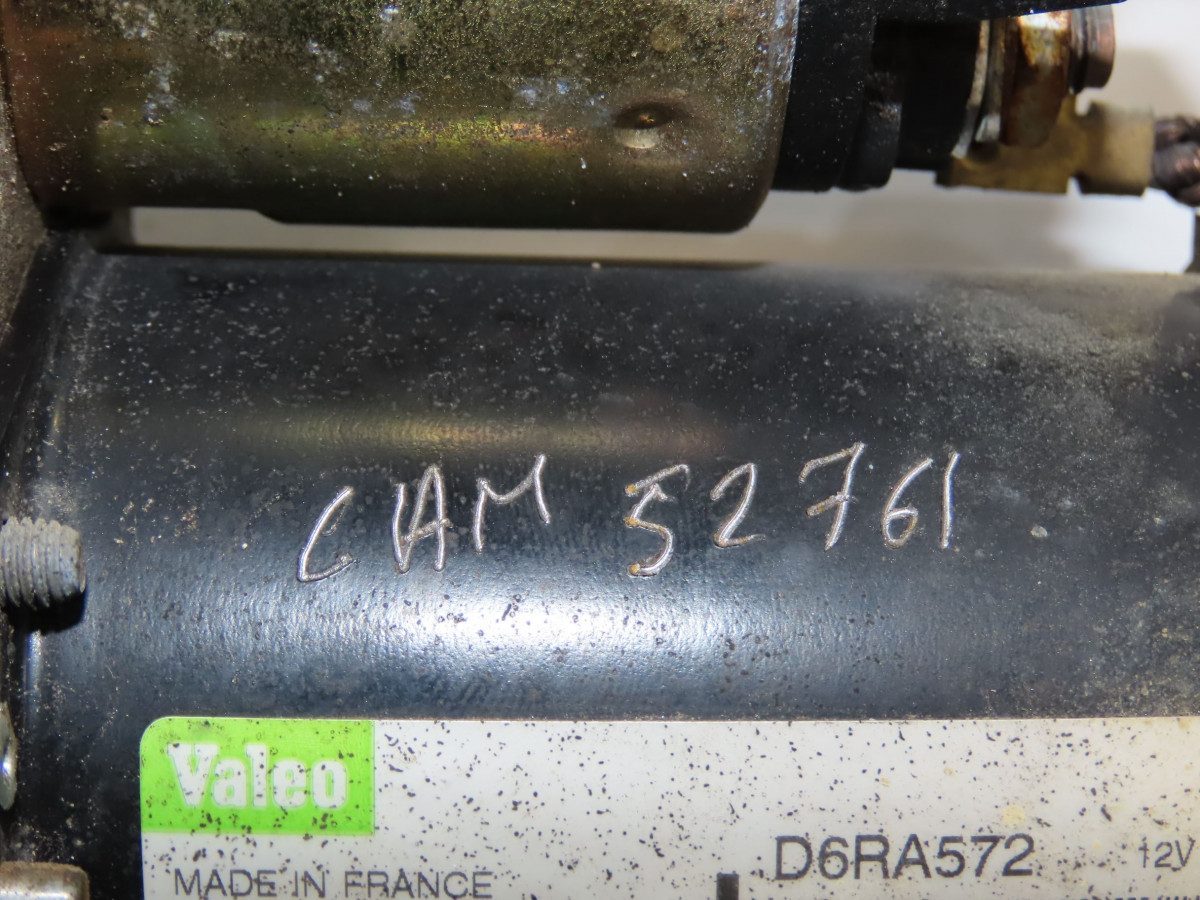 CAM 52761
Valeo
D6RA572 12V
MADE IN FRANCE